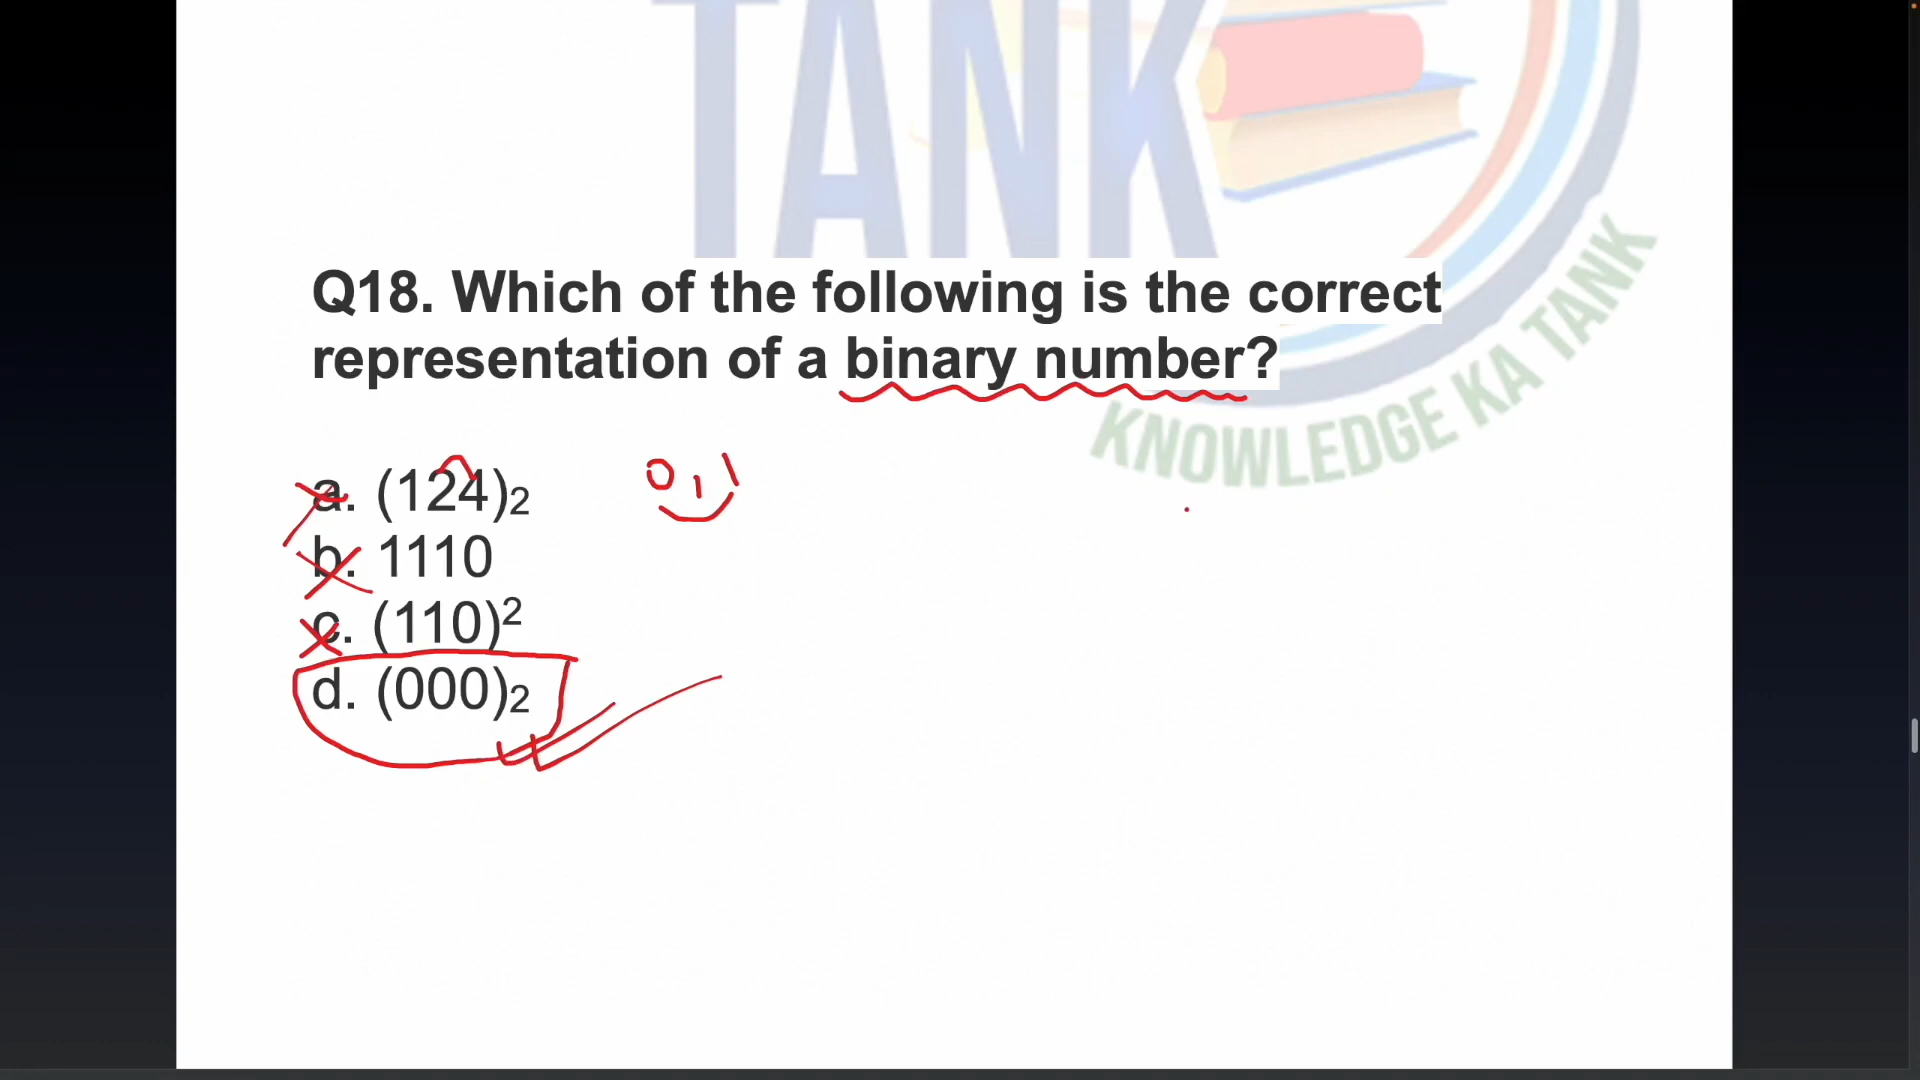 TANK
KNOWLEDGE KA TANK
Q18. Which of the following is the correct
representation of a binary number?
a. (124)₂
0, 1
b. 1110
c. (110)²
d. (000)₂